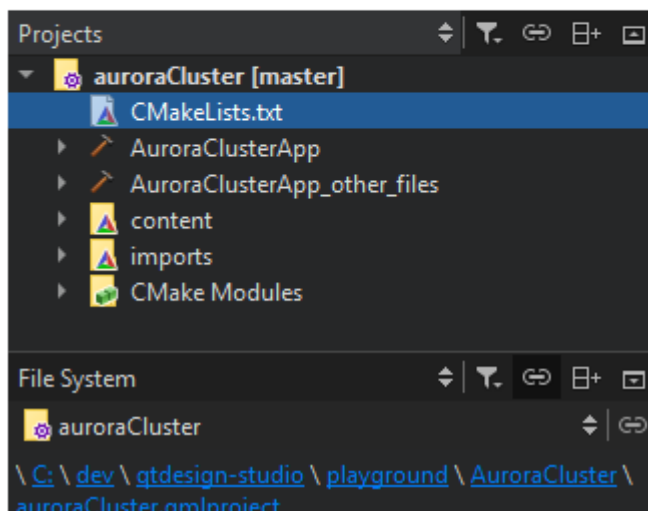 Projects
auroraCluster [master]
CMakeLists.txt
AuroraClusterApp
AuroraClusterApp_other_files
content
imports
CMake Modules
File System
auroraCluster
\ C: \ dev \ qtdesign-studio \ playground \ AuroraCluster \
auroraCluster.qmlproject